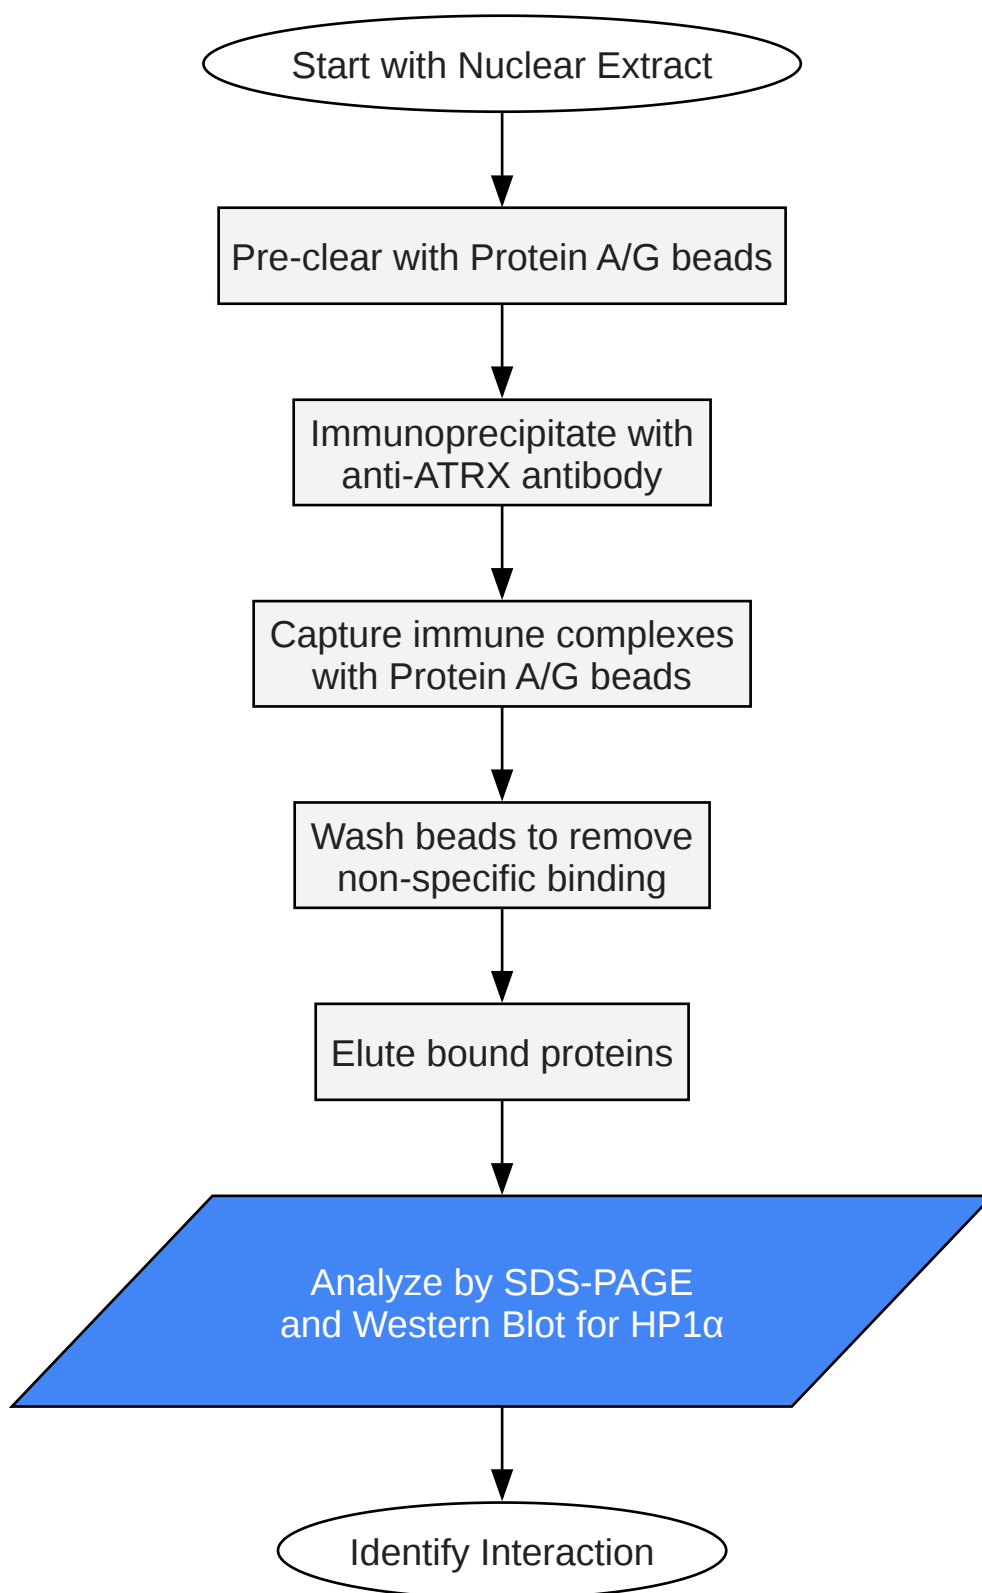 Start with Nuclear Extract
Pre-clear with Protein A/G beads
Immunoprecipitate with
anti-ATRX antibody
Capture immune complexes
with Protein A/G beads
Wash beads to remove
non-specific binding
Elute bound proteins
Analyze by SDS-PAGE
and Western Blot for HP1α
Identify Interaction